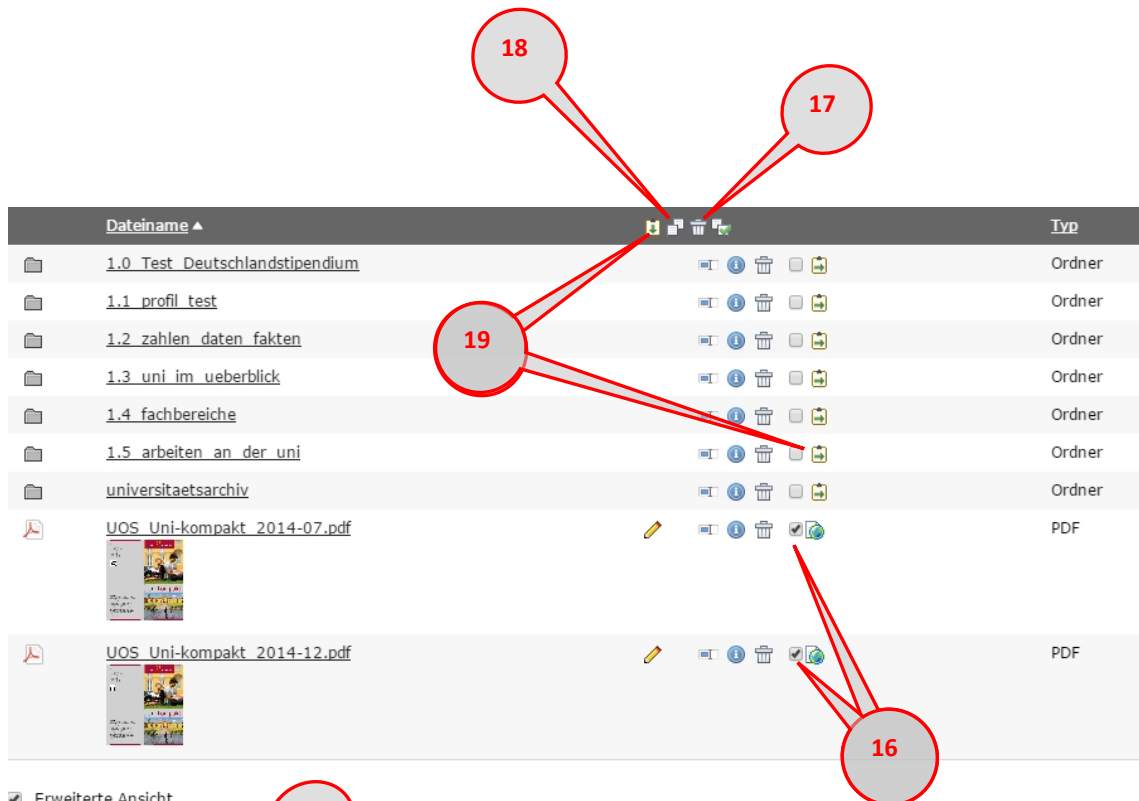 18
17
Dateiname ▲ Typ
1.0_Test_Deutschlandstipendium Ordner
1.1_profil_test Ordner
1.2_zahlen_daten_fakten Ordner
19
1.3_uni_im_ueberblick Ordner
1.4_fachbereiche Ordner
1.5_arbeiten_an_der_uni Ordner
universitaetsarchiv Ordner
UOS_Uni-kompakt_2014-07.pdf PDF
UOS_Uni-kompakt_2014-12.pdf PDF
16
Erweiterte Ansicht